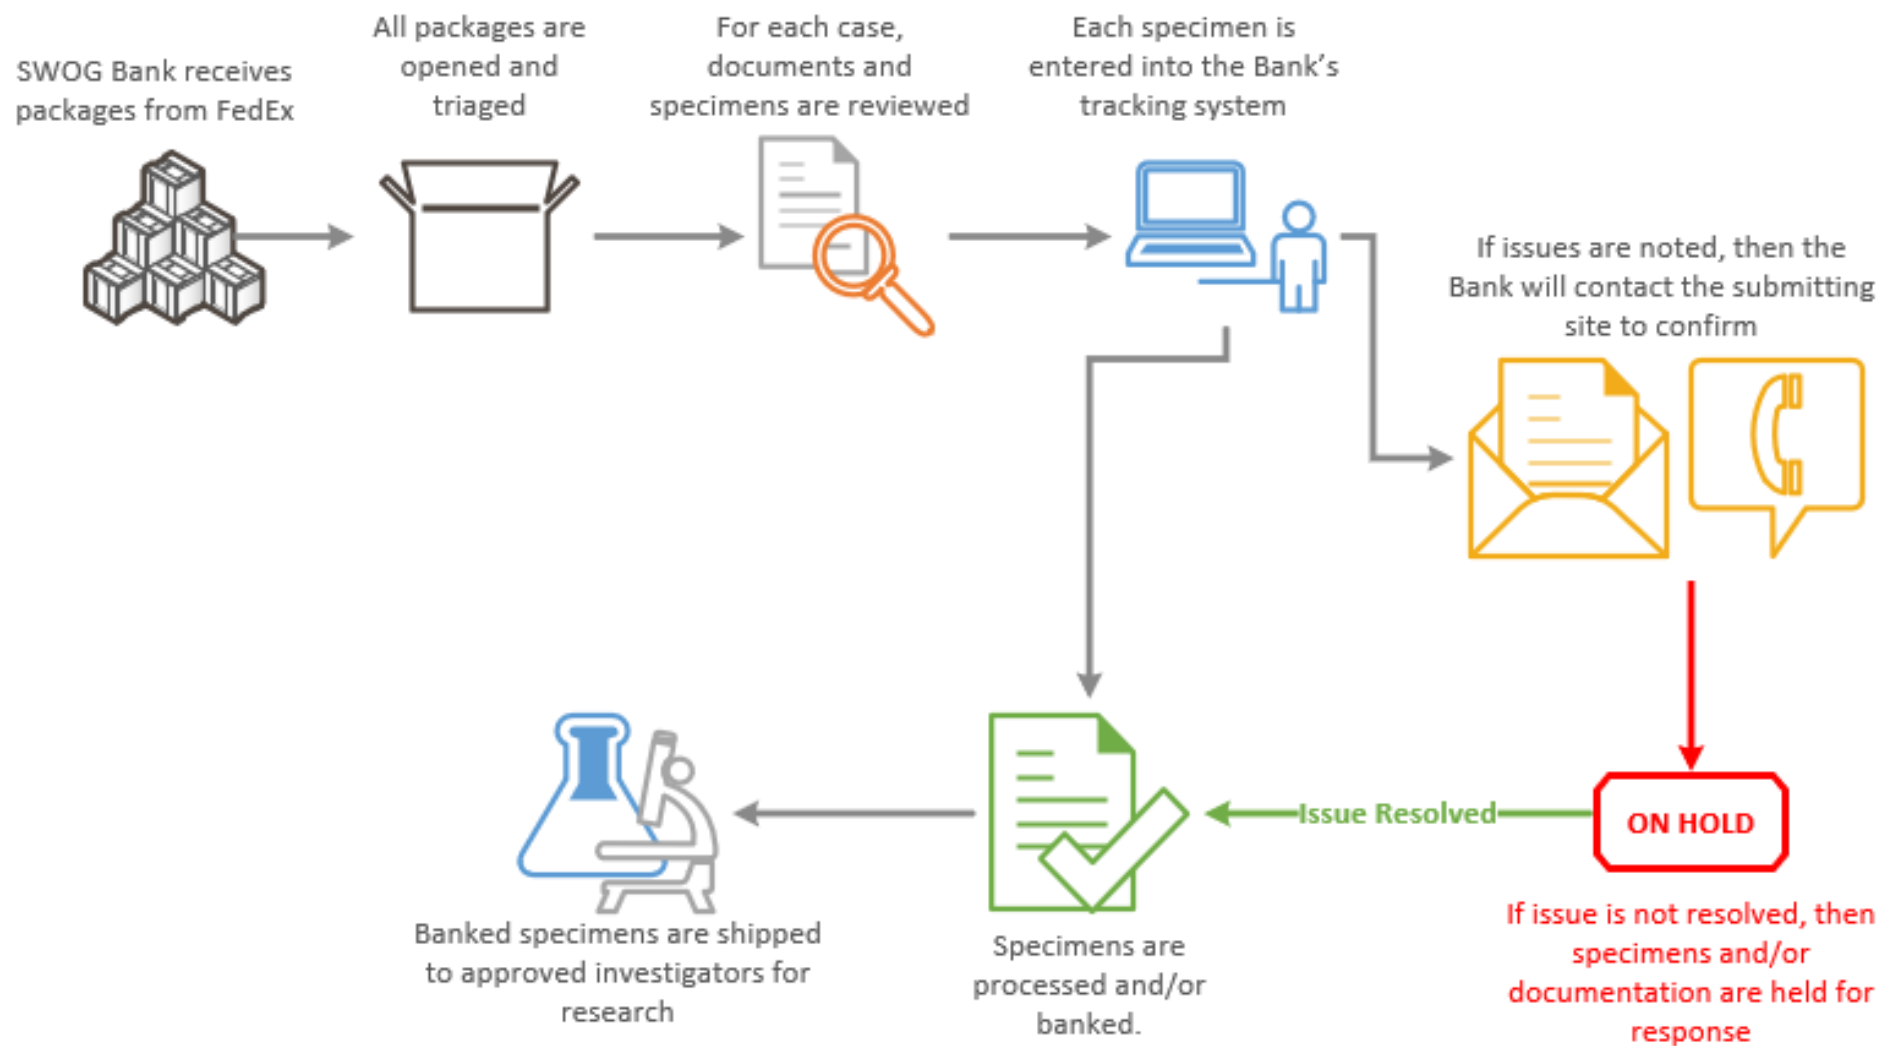 SWOG Bank receives
packages from FedEx
All packages are
opened and
triaged
For each case,
documents and
specimens are reviewed
Each specimen is
entered into the Bank's
tracking system
If issues are noted, then the
Bank will contact the submitting
site to confirm
ON HOLD
If issue is not resolved, then
specimens and/or
documentation are held for
response
Issue Resolved
Specimens are
processed and/or
banked.
Banked specimens are shipped
to approved investigators for
research